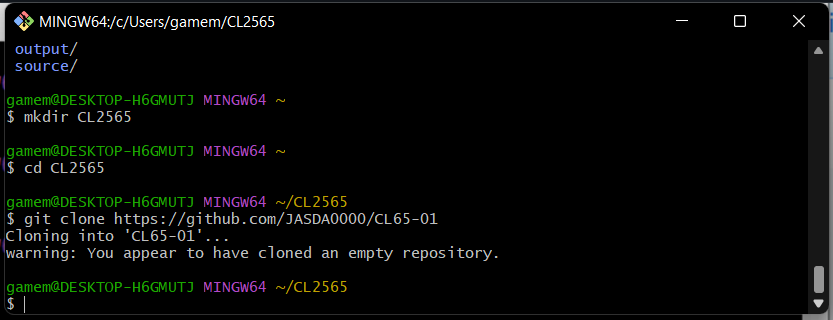 MINGW64:/c/Users/gamem/CL2565
output/
source/
gamem@DESKTOP-H6GMUTJ MINGW64 ~
$ mkdir CL2565
gamem@DESKTOP-H6GMUTJ MINGW64 ~
$ cd CL2565
gamem@DESKTOP-H6GMUTJ MINGW64 ~/CL2565
$ git clone https://github.com/JASDA0000/CL65-01
Cloning into 'CL65-01'...
warning: You appear to have cloned an empty repository.
gamem@DESKTOP-H6GMUTJ MINGW64 ~/CL2565
$